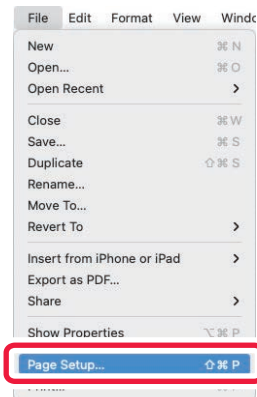 File Edit Format View Windo
New ⌘ N
Open... ⌘ O
Open Recent >
Close ⌘ W
Save... ⌘ S
Duplicate ⇧ ⌘ S
Rename...
Move To...
Revert To >
Insert from iPhone or iPad >
Export as PDF...
Share >
Show Properties ⌥ ⌘ P
Page Setup... ⇧ ⌘ P